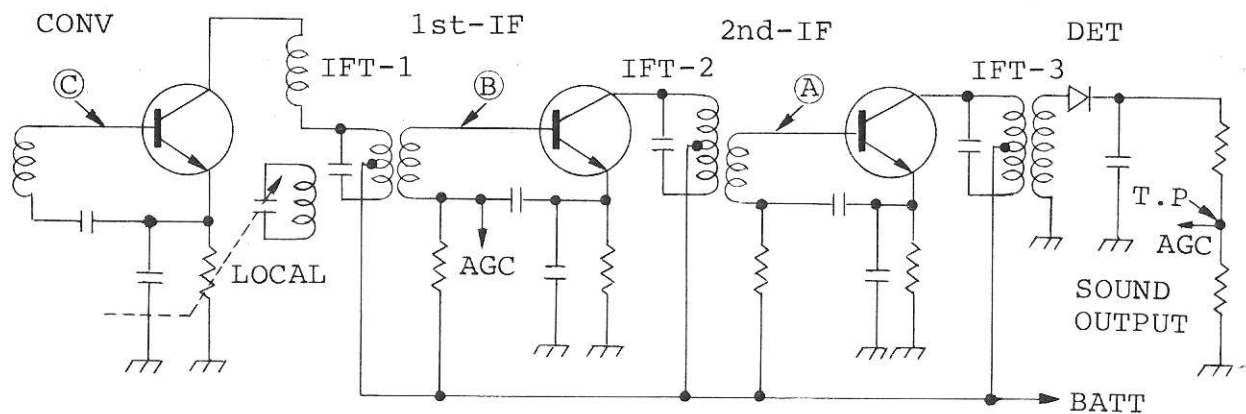 CONV
1st-IF
2nd-IF
DET
IFT-1
IFT-2
IFT-3
C
B
A
T.P
AGC
LOCAL
AGC
SOUND
OUTPUT
BATT